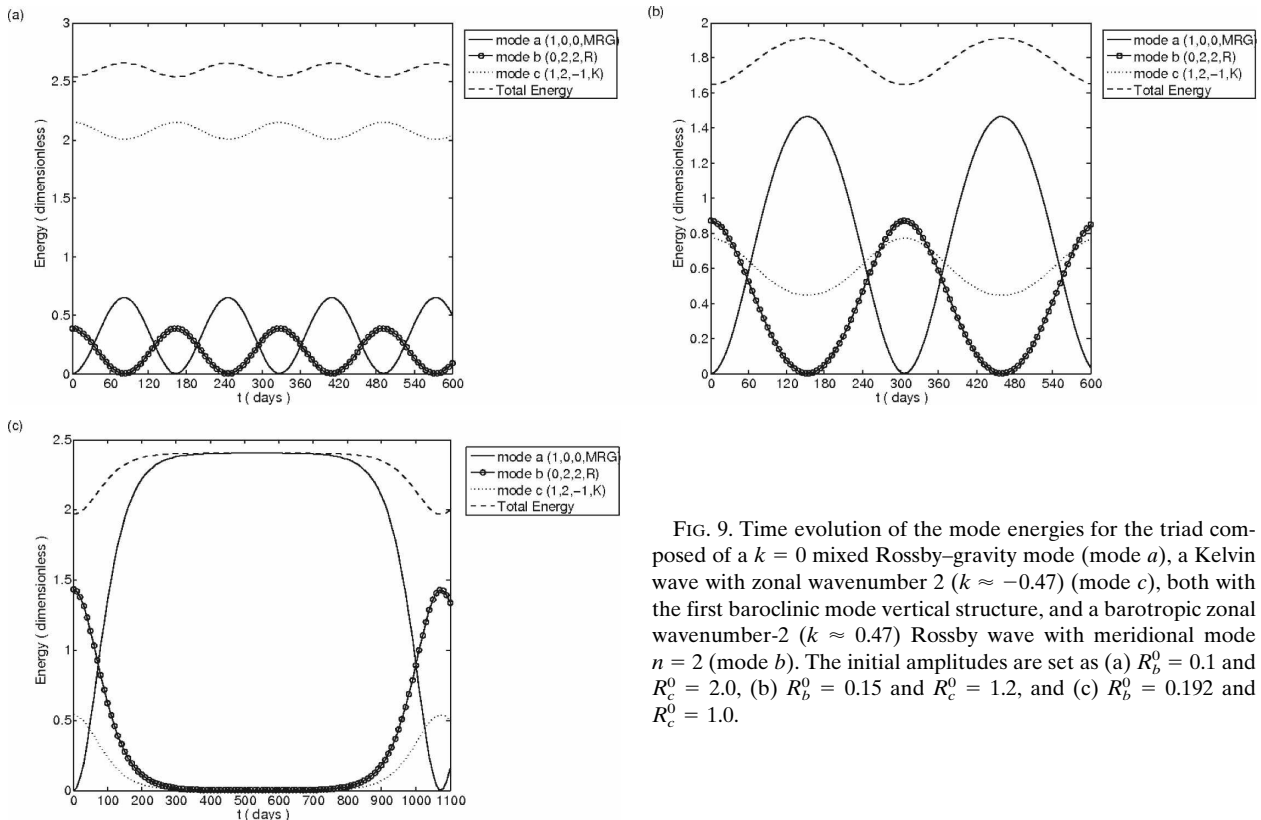 (a)
3
2.5
2
1.5
1
0.5
0
Energy ( dimensionless )
0 60 120 180 240 300 360 420 480 540 600
t ( days )
mode a (1,0,0,MRG)
mode b (0,2,2,R)
mode c (1,2,−1,K)
Total Energy
(b)
2
1.8
1.6
1.4
1.2
1
0.8
0.6
0.4
0.2
0
Energy ( dimensionless )
0 60 120 180 240 300 360 420 480 540 600
t ( days )
mode a (1,0,0,MRG)
mode b (0,2,2,R)
mode c (1,2,−1,K)
Total Energy
(c)
2.5
2
1.5
1
0.5
0
Energy ( dimensionless )
0 100 200 300 400 500 600 700 800 900 1000 1100
t ( days )
mode a (1,0,0,MRG)
mode b (0,2,2,R)
mode c (1,2,−1,K)
Total Energy
FIG. 9. Time evolution of the mode energies for the triad com-
posed of a k = 0 mixed Rossby–gravity mode (mode a), a Kelvin
wave with zonal wavenumber 2 (k ≈ −0.47) (mode c), both with
the first baroclinic mode vertical structure, and a barotropic zonal
wavenumber-2 (k ≈ 0.47) Rossby wave with meridional mode
n = 2 (mode b). The initial amplitudes are set as (a) R_b^0 = 0.1 and
R_c^0 = 2.0, (b) R_b^0 = 0.15 and R_c^0 = 1.2, and (c) R_b^0 = 0.192 and
R_c^0 = 1.0.